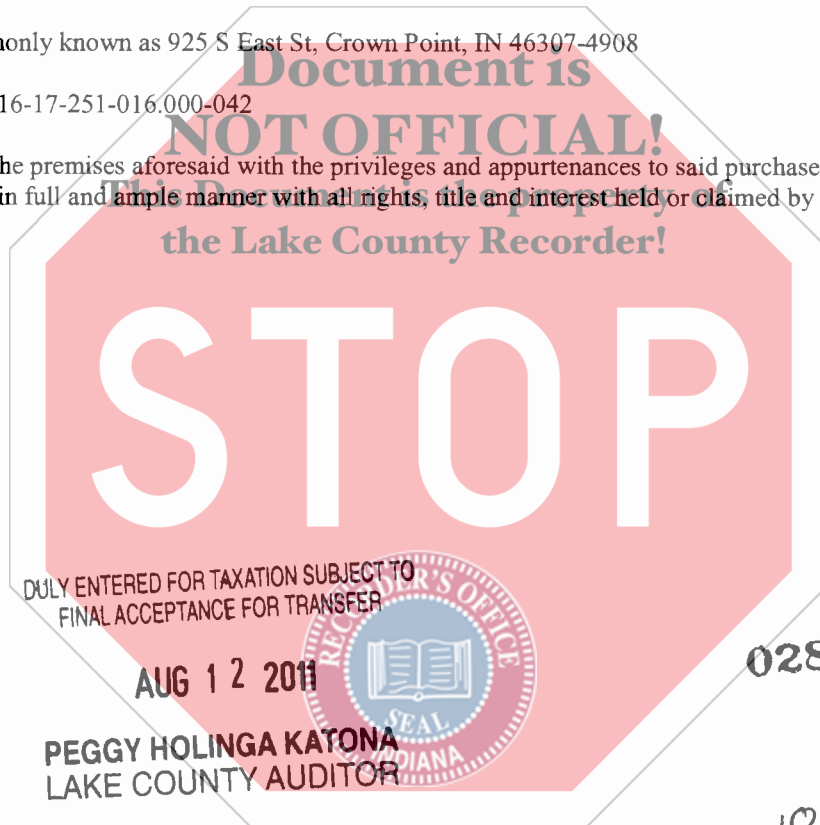 only known as 925 S East St, Crown Point, IN 46307-4908
Document is
16-17-251-016.000-042
NOT OFFICIAL!
he premises aforesaid with the privileges and appurtenances to said purchase
This Document is the property of
in full and ample manner with all rights, title and interest held or claimed by
the Lake County Recorder!
STOP
DULY ENTERED FOR TAXATION SUBJECT TO
FINAL ACCEPTANCE FOR TRANSFER
RECORDER'S OFFICE
AUG 12 2011
028
SEAL
INDIANA
PEGGY HOLINGA KATONA
LAKE COUNTY AUDITOR